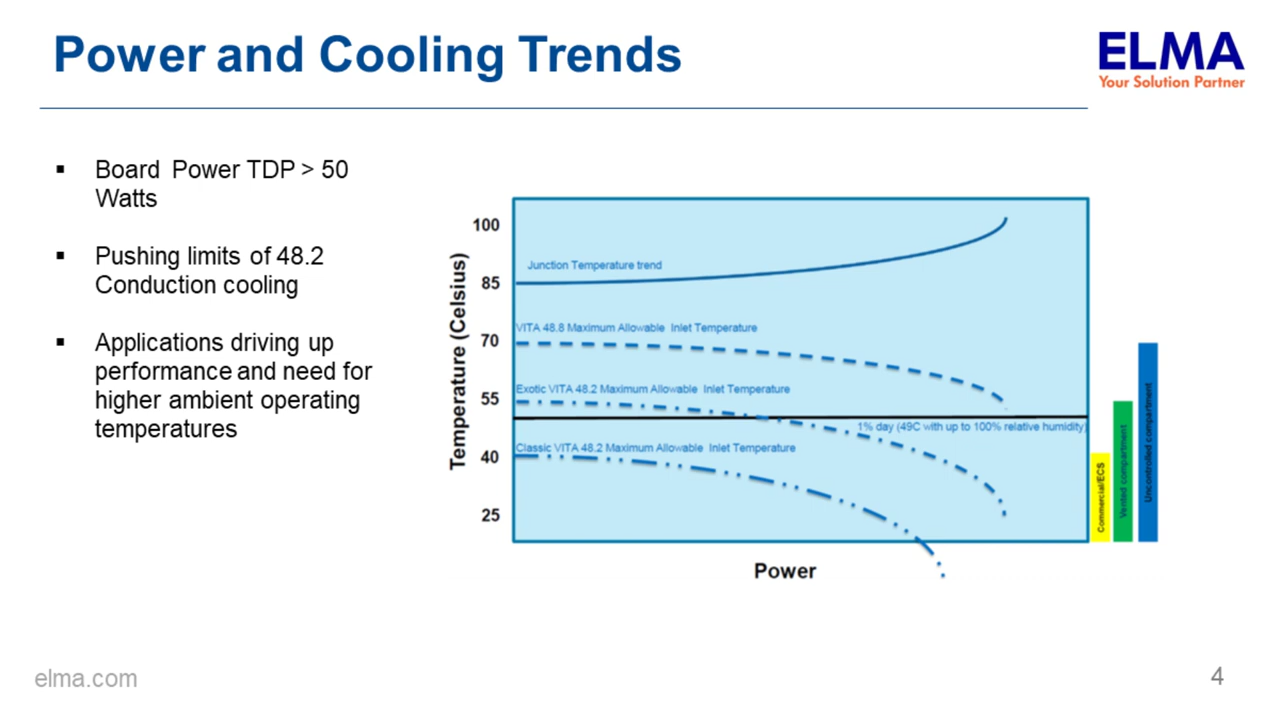 Power and Cooling Trends
ELMA
Your Solution Partner
▪ Board Power TDP > 50
Watts
▪ Pushing limits of 48.2
Conduction cooling
▪ Applications driving up
performance and need for
higher ambient operating
temperatures
Temperature (Celsius)
100
85
70
55
40
25
Junction Temperature trend
VITA 48.8 Maximum Allowable Inlet Temperature
Exotic VITA 48.2 Maximum Allowable Inlet Temperature
1% day (49C with up to 100% relative humidity)
Classic VITA 48.2 Maximum Allowable Inlet Temperature
Power
Commercial/ECS
Vented compartment
Uncontrolled compartment
elma.com
4